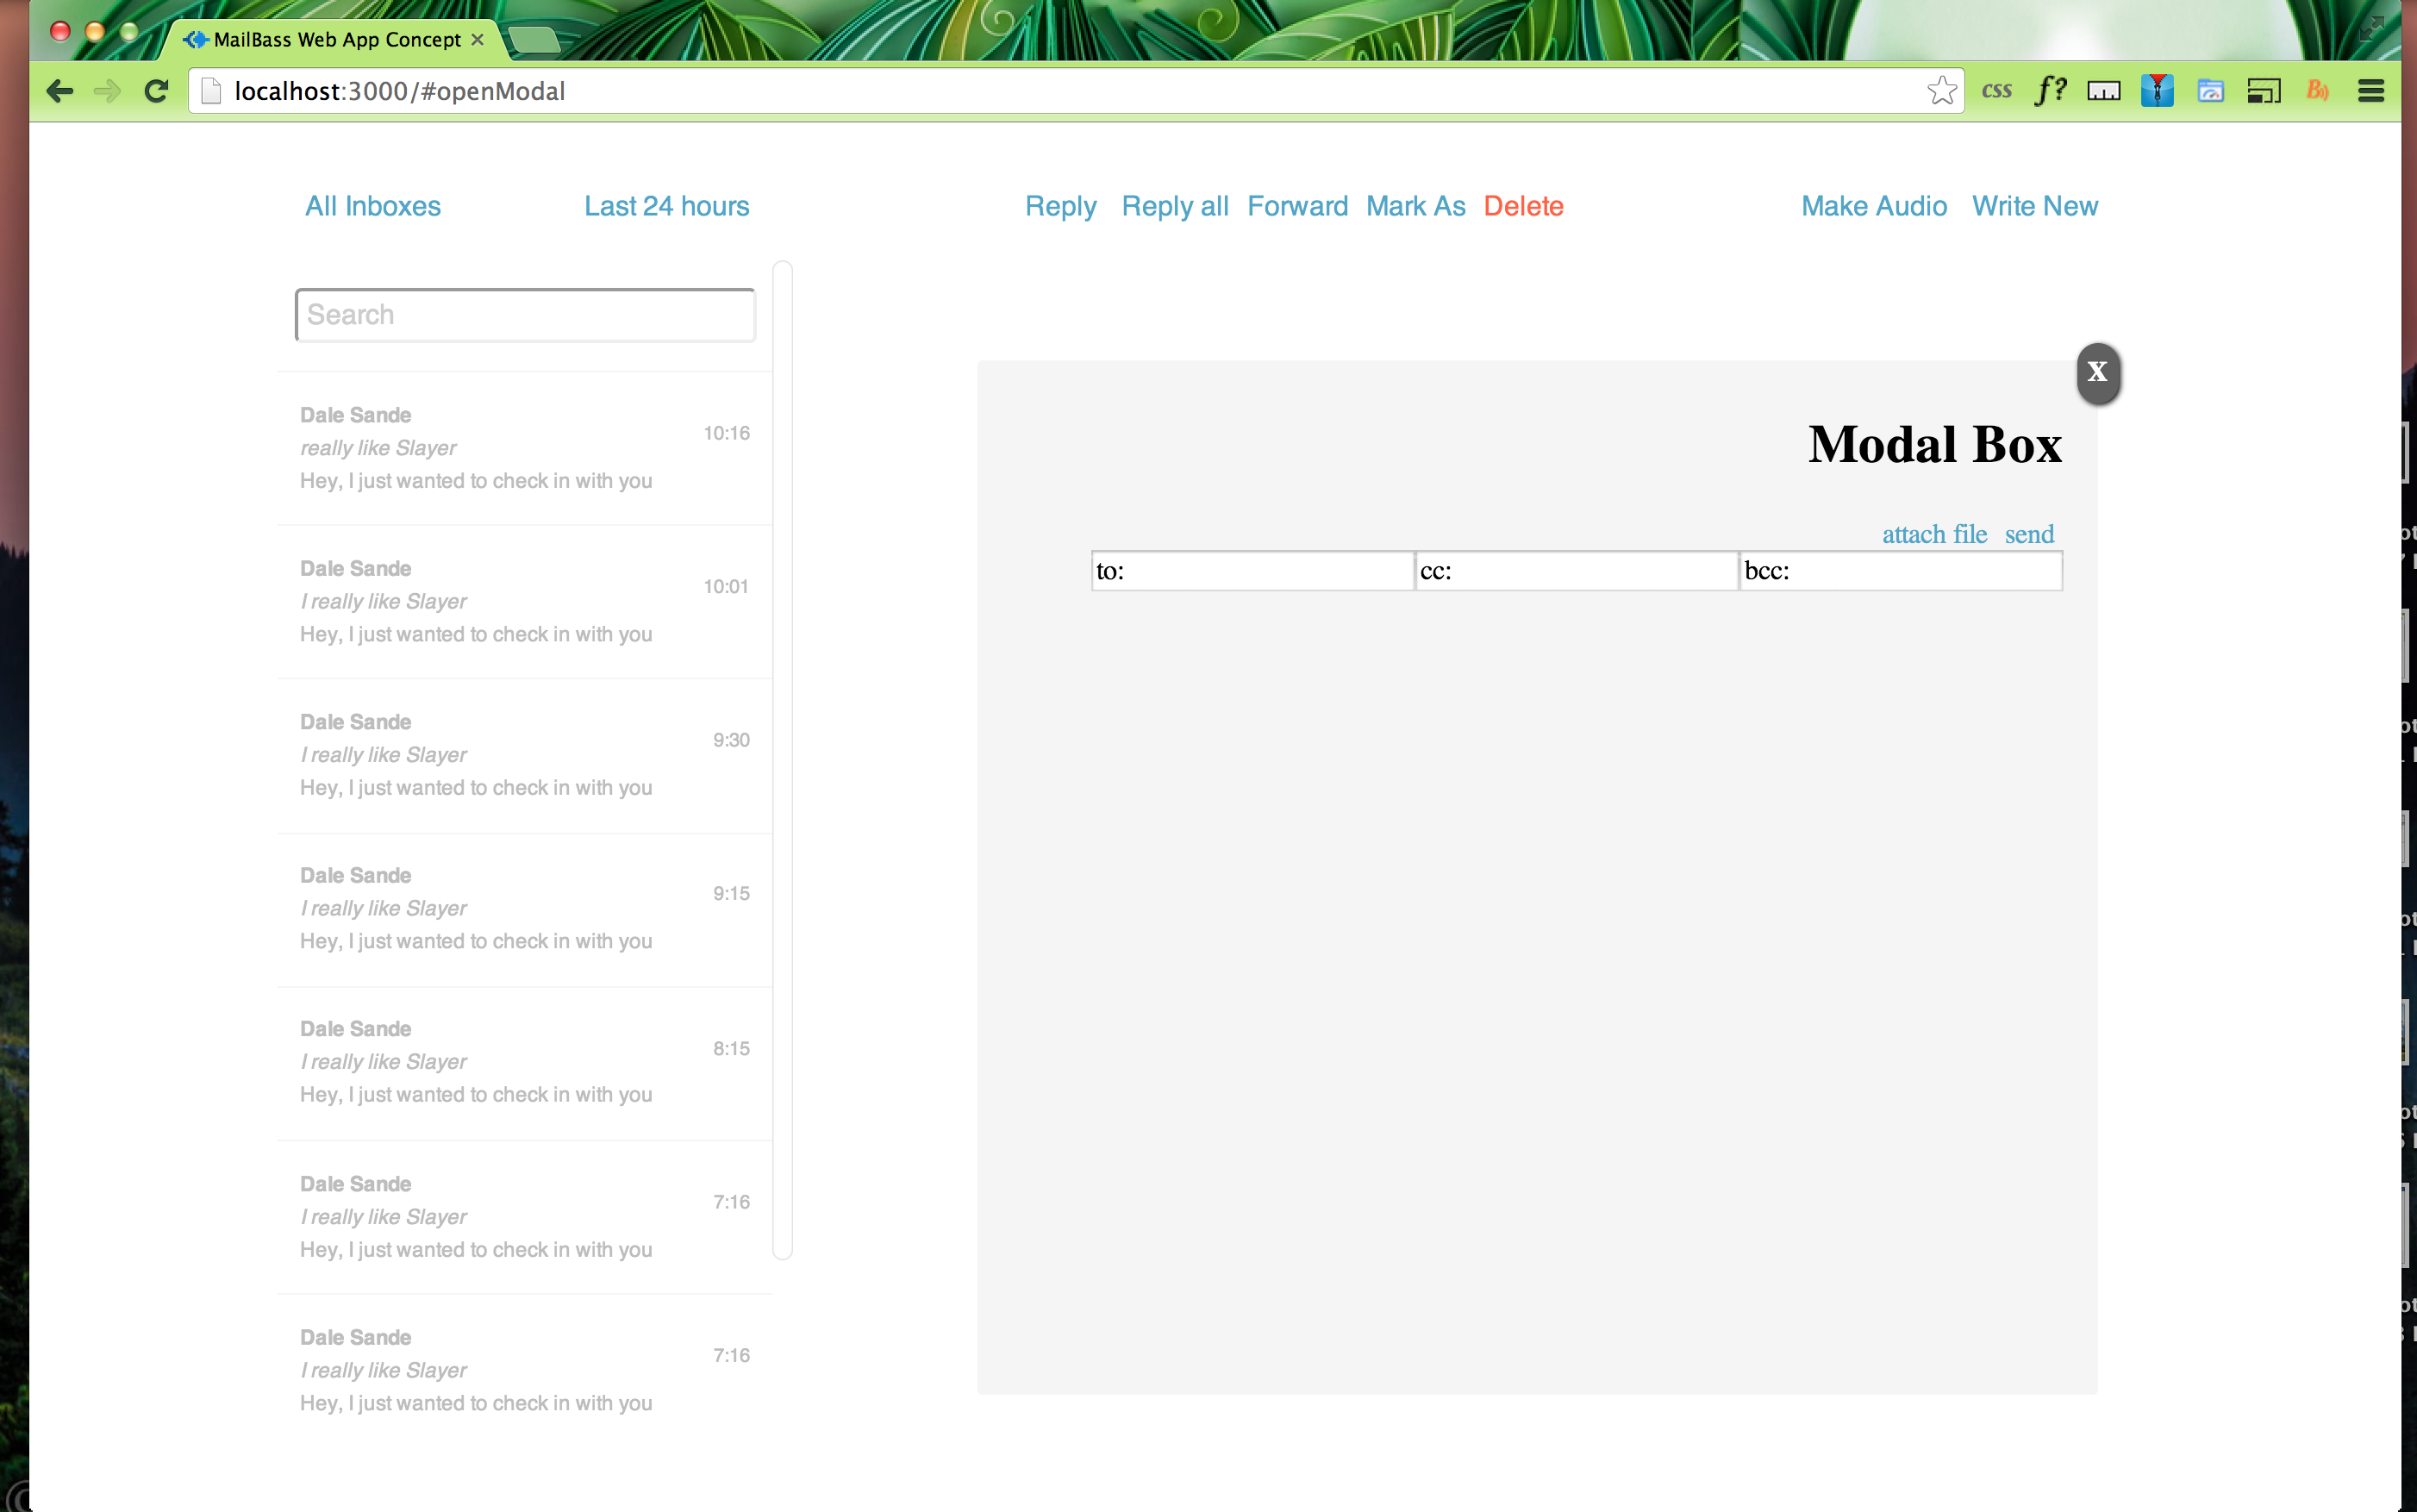 MailBass Web App Concept
localhost:3000/#openModal
css f?
All Inboxes Last 24 hours Reply Reply all Forward Mark As Delete Make Audio Write New
Search
Dale Sande
10:16
really like Slayer
Hey, I just wanted to check in with you
Dale Sande
10:01
I really like Slayer
Hey, I just wanted to check in with you
Dale Sande
9:30
I really like Slayer
Hey, I just wanted to check in with you
Dale Sande
9:15
I really like Slayer
Hey, I just wanted to check in with you
Dale Sande
8:15
I really like Slayer
Hey, I just wanted to check in with you
Dale Sande
7:16
I really like Slayer
Hey, I just wanted to check in with you
Dale Sande
7:16
I really like Slayer
Hey, I just wanted to check in with you
x
Modal Box
attach file send
to: cc: bcc: